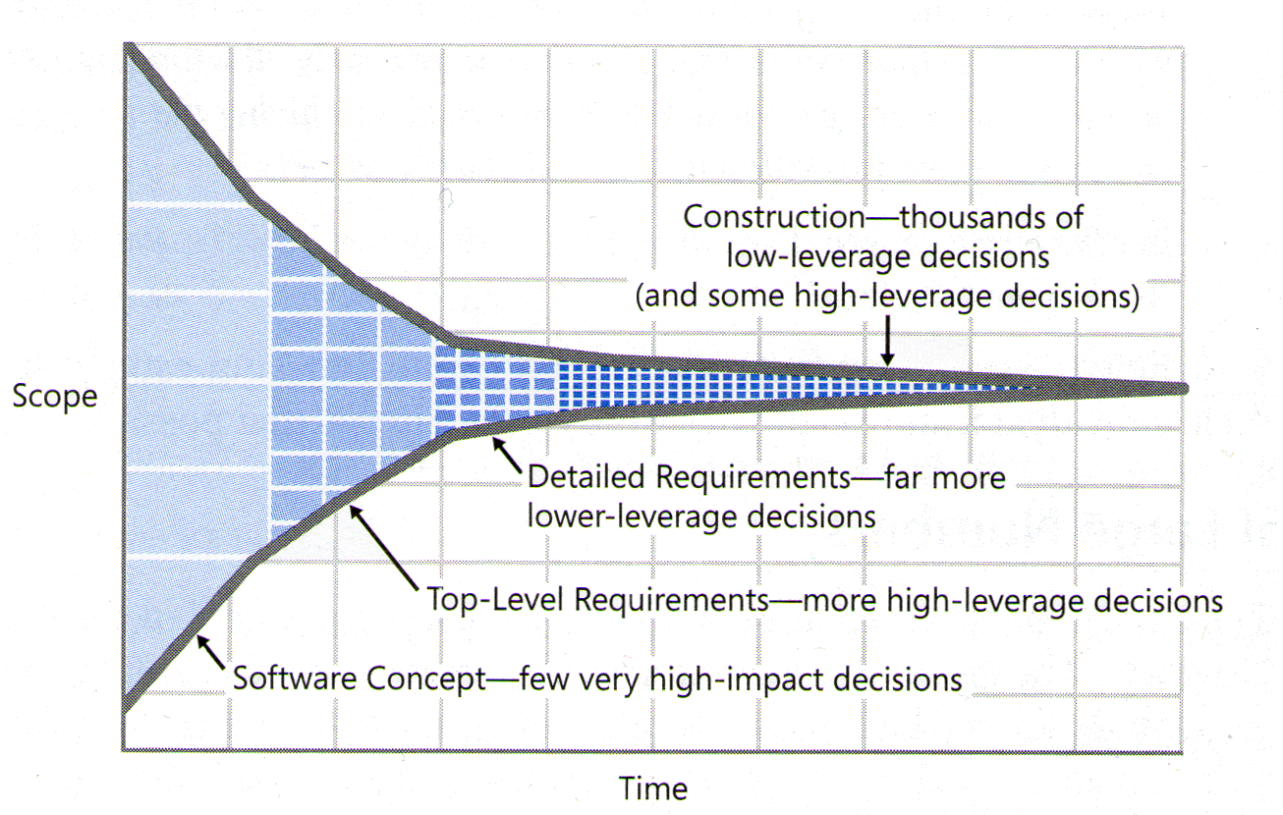 Construction—thousands of
low-leverage decisions
(and some high-leverage decisions)
Scope
Detailed Requirements—far more
lower-leverage decisions
Top-Level Requirements—more high-leverage decisions
Software Concept—few very high-impact decisions
Time